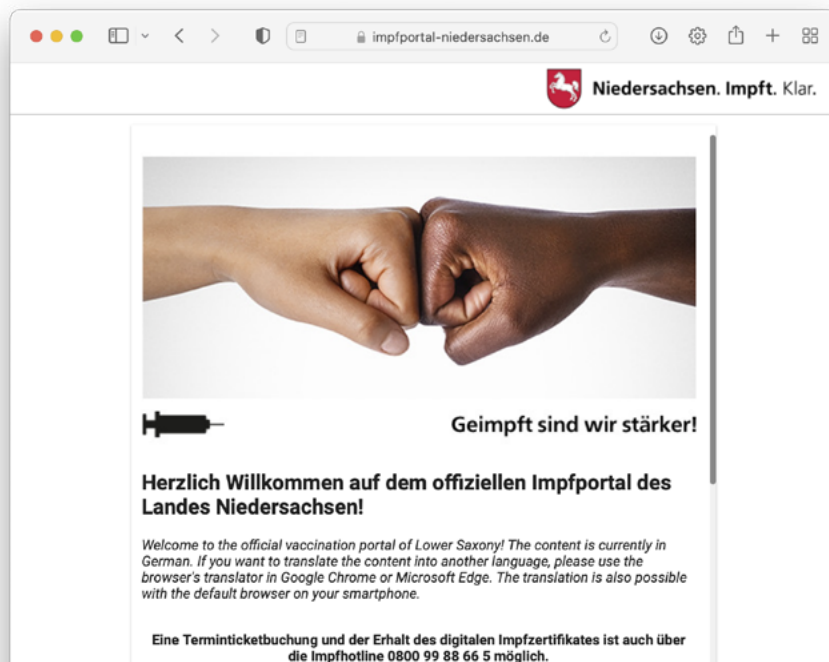 impfportal-niedersachsen.de
Niedersachsen. Impft. Klar.
Geimpft sind wir stärker!
Herzlich Willkommen auf dem offiziellen Impfportal des
Landes Niedersachsen!
Welcome to the official vaccination portal of Lower Saxony! The content is currently in
German. If you want to translate the content into another language, please use the
browser's translator in Google Chrome or Microsoft Edge. The translation is also possible
with the default browser on your smartphone.
Eine Terminticketbuchung und der Erhalt des digitalen Impfzertifikates ist auch über
die Impfhotline 0800 99 88 66 5 möglich.